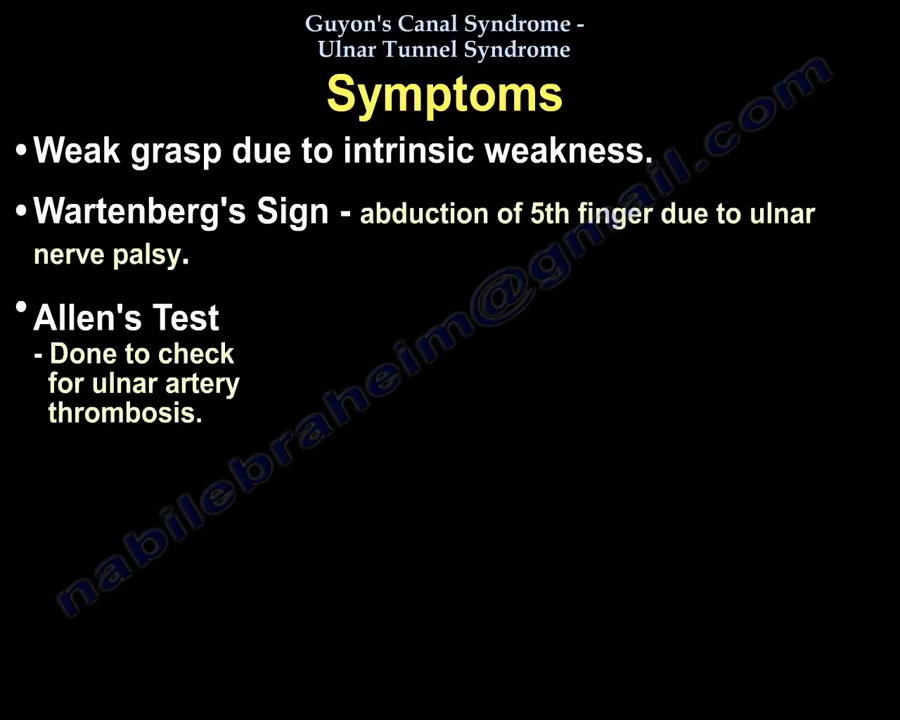 Guyon's Canal Syndrome -
Ulnar Tunnel Syndrome
Symptoms
• Weak grasp due to intrinsic weakness.
• Wartenberg's Sign - abduction of 5th finger due to ulnar
nerve palsy.
• Allen's Test
- Done to check
for ulnar artery
thrombosis.
nabilebraheim@gmail.com